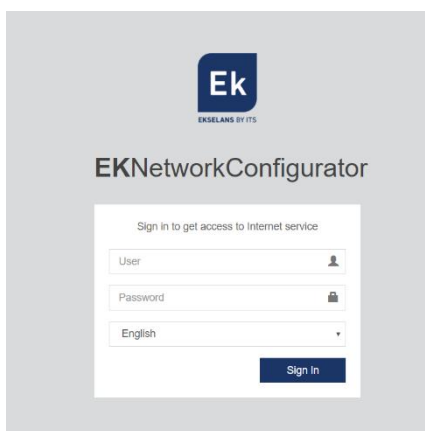 Ek
EKSELANS BY ITS
EKNetworkConfigurator
Sign in to get access to Internet service
User
Password
English
Sign In